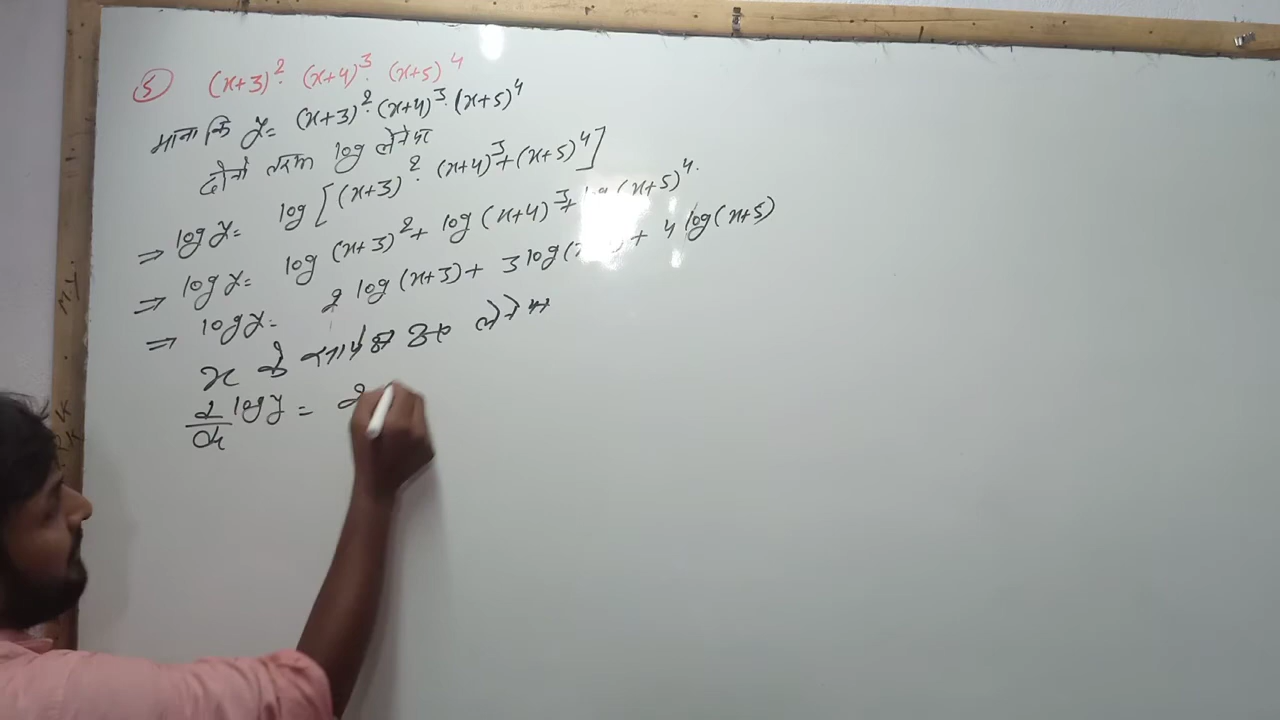 ⑤ (x+3)². (x+4)³. (x+5)⁴
माना कि y= (x+3)². (x+4)³. (x+5)⁴
दोनों तरफ log लेने पर
⇒ log y= log [(x+3)². (x+4)³+(x+5)⁴]
⇒ log y= log (x+3)²+ log (x+4)³+ log (x+5)⁴.
⇒ log y= 2 log (x+3)+ 3 log(x + 4 log(x+5)
x के सापेक्ष अव० लेने पर
d/dx log y = 2